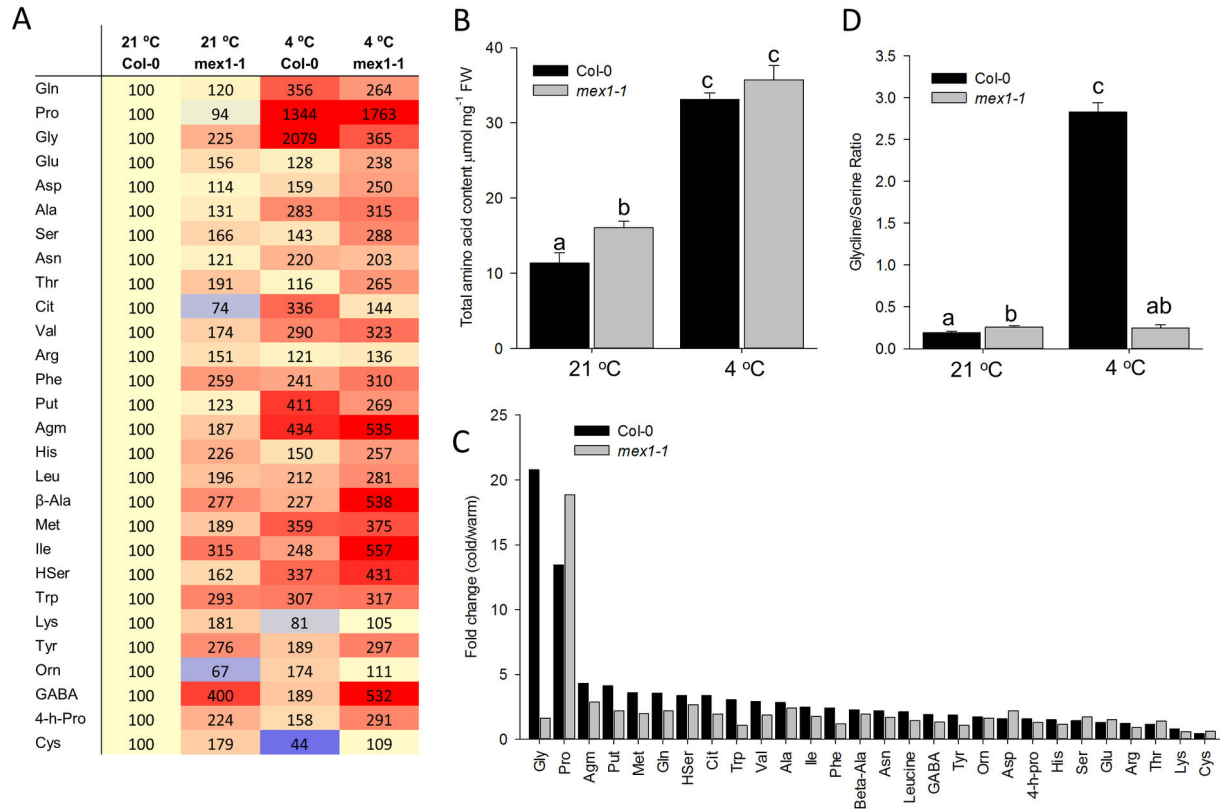 A
21 ºC 21 ºC 4 ºC 4 ºC
Col-0 mex1-1 Col-0 mex1-1
Gln 100 120 356 264
Pro 100 94 1344 1763
Gly 100 225 2079 365
Glu 100 156 128 238
Asp 100 114 159 250
Ala 100 131 283 315
Ser 100 166 143 288
Asn 100 121 220 203
Thr 100 191 116 265
Cit 100 74 336 144
Val 100 174 290 323
Arg 100 151 121 136
Phe 100 259 241 310
Put 100 123 411 269
Agm 100 187 434 535
His 100 226 150 257
Leu 100 196 212 281
β-Ala 100 277 227 538
Met 100 189 359 375
Ile 100 315 248 557
HSer 100 162 337 431
Trp 100 293 307 317
Lys 100 181 81 105
Tyr 100 276 189 297
Orn 100 67 174 111
GABA 100 400 189 532
4-h-Pro 100 224 158 291
Cys 100 179 44 109
B
Total amino acid content µmol mg⁻¹ FW
40
30
20
10
0
Col-0
mex1-1
a b c c
21 ºC 4 ºC
D
Glycline/Serine Ratio
3.5
3.0
2.5
2.0
1.5
1.0
0.5
0.0
Col-0
mex1-1
a b c ab
21 ºC 4 ºC
C
Fold change (cold/warm)
25
20
15
10
5
0
Col-0
mex1-1
Gly
Pro
Agm
Put
Met
Gln
HSer
Cit
Trp
Val
Ala
Ile
Phe
Beta-Ala
Asn
Leucine
GABA
Tyr
Orn
Asp
4-h-pro
His
Ser
Glu
Arg
Thr
Lys
Cys